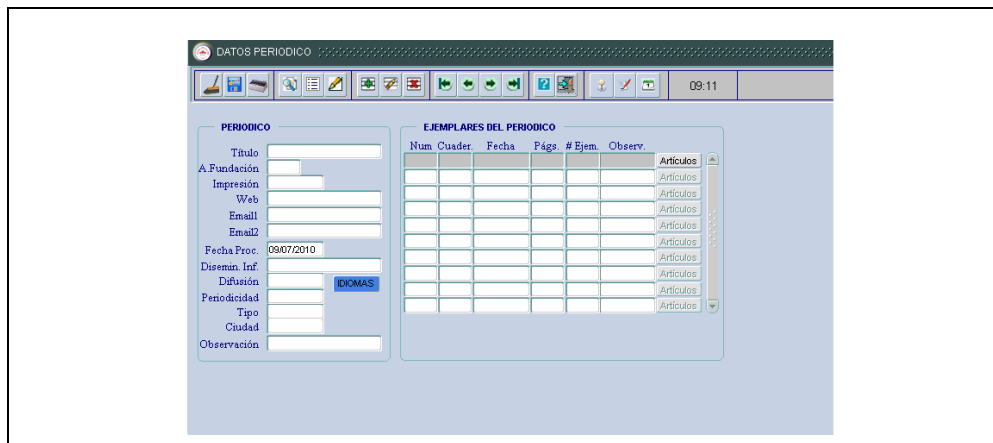 DATOS PERIODICO
09:11
PERIODICO
Título
A.Fundación
Impresión
Web
Email1
Email2
Fecha Proc. 09/07/2010
Disemin. Inf.
Difusión
IDIOMAS
Periodicidad
Tipo
Ciudad
Observación
EJEMPLARES DEL PERIODICO
Num Cuader. Fecha Págs. # Ejem. Observ.
Artículos
Artículos
Artículos
Artículos
Artículos
Artículos
Artículos
Artículos
Artículos
Artículos